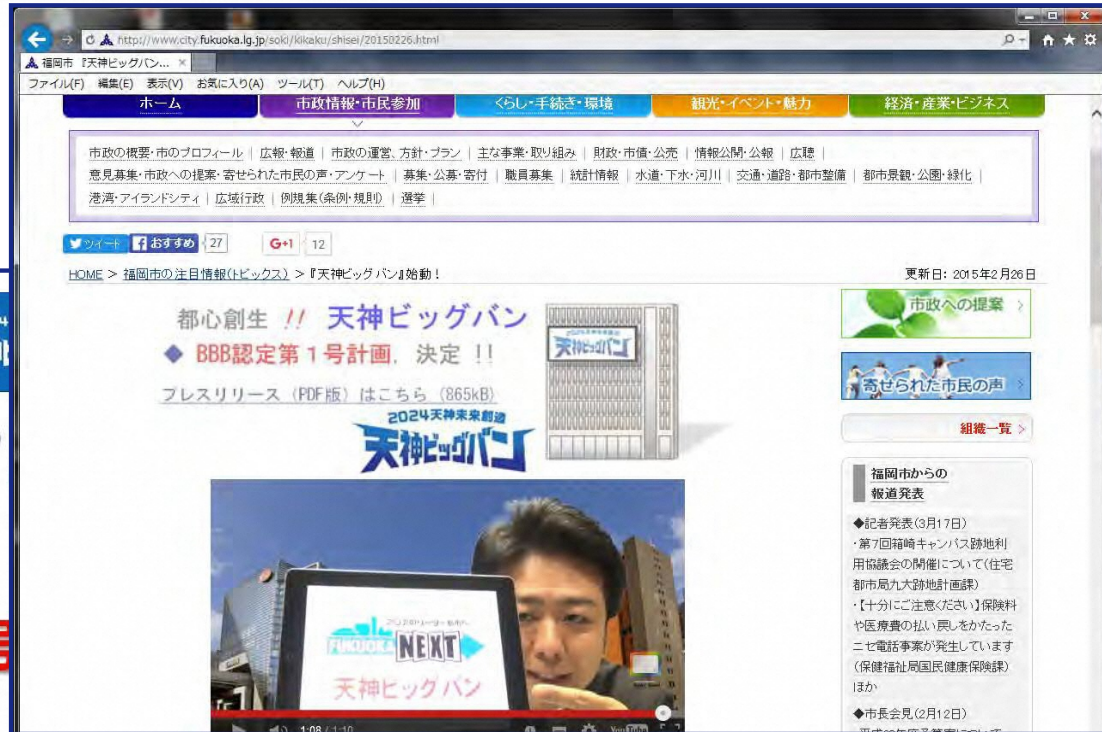 http://www.city.fukuoka.lg.jp/soki/kikaku/shisei/20150226.html
福岡市 『天神ビッグバン... ×
ファイル(F) 編集(E) 表示(V) お気に入り(A) ツール(T) ヘルプ(H)
ホーム 市政情報・市民参加 くらし・手続き・環境 観光・イベント・魅力 経済・産業・ビジネス
市政の概要・市のプロフィール | 広報・報道 | 市政の運営、方針・プラン | 主な事業・取り組み | 財政・市債・公売 | 情報公開・公報 | 広聴 |
意見募集・市政への提案・寄せられた市民の声・アンケート | 募集・公募・寄付 | 職員募集 | 統計情報 | 水道・下水・河川 | 交通・道路・都市整備 | 都市景観・公園・緑化 |
港湾・アイランドシティ | 広域行政 | 例規集(条例・規則) | 選挙 |
ツイート おすすめ 27 G+1 12
HOME > 福岡市の注目情報(トピックス) > 『天神ビッグバン』始動!
更新日: 2015年2月26日
都心創生 !! 天神ビッグバン
◆ BBB認定第1号計画, 決定 !!
プレスリリース (PDF版) はこちら (865kB)
2024天神未来創造
天神ビッグバン
天神ビッグバン
FUKUOKA NEXT
天神ビッグバン
1:08 / 1:10
YouTube
市政への提案 >
寄せられた市民の声 >
組織一覧 >
福岡市からの
報道発表
◆記者発表(3月17日)
・第7回箱崎キャンパス跡地利
用協議会の開催について(住宅
都市局九大跡地計画課)
・【十分にご注意ください】保険料
や医療費の払い戻しをかたった
ニセ電話事案が発生しています
(保健福祉局国民健康保険課)
ほか
◆市長会見(2月12日)